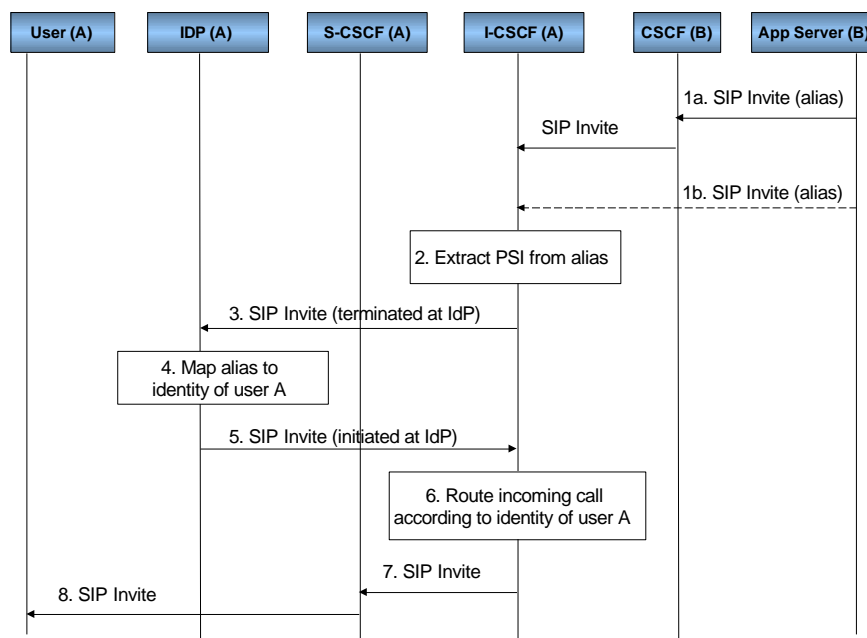 User (A)
IDP (A)
S-CSCF (A)
I-CSCF (A)
CSCF (B)
App Server (B)
1a. SIP Invite (alias)
SIP Invite
1b. SIP Invite (alias)
2. Extract PSI from alias
3. SIP Invite (terminated at IdP)
4. Map alias to
identity of user A
5. SIP Invite (initiated at IdP)
6. Route incoming call
according to identity of user A
7. SIP Invite
8. SIP Invite